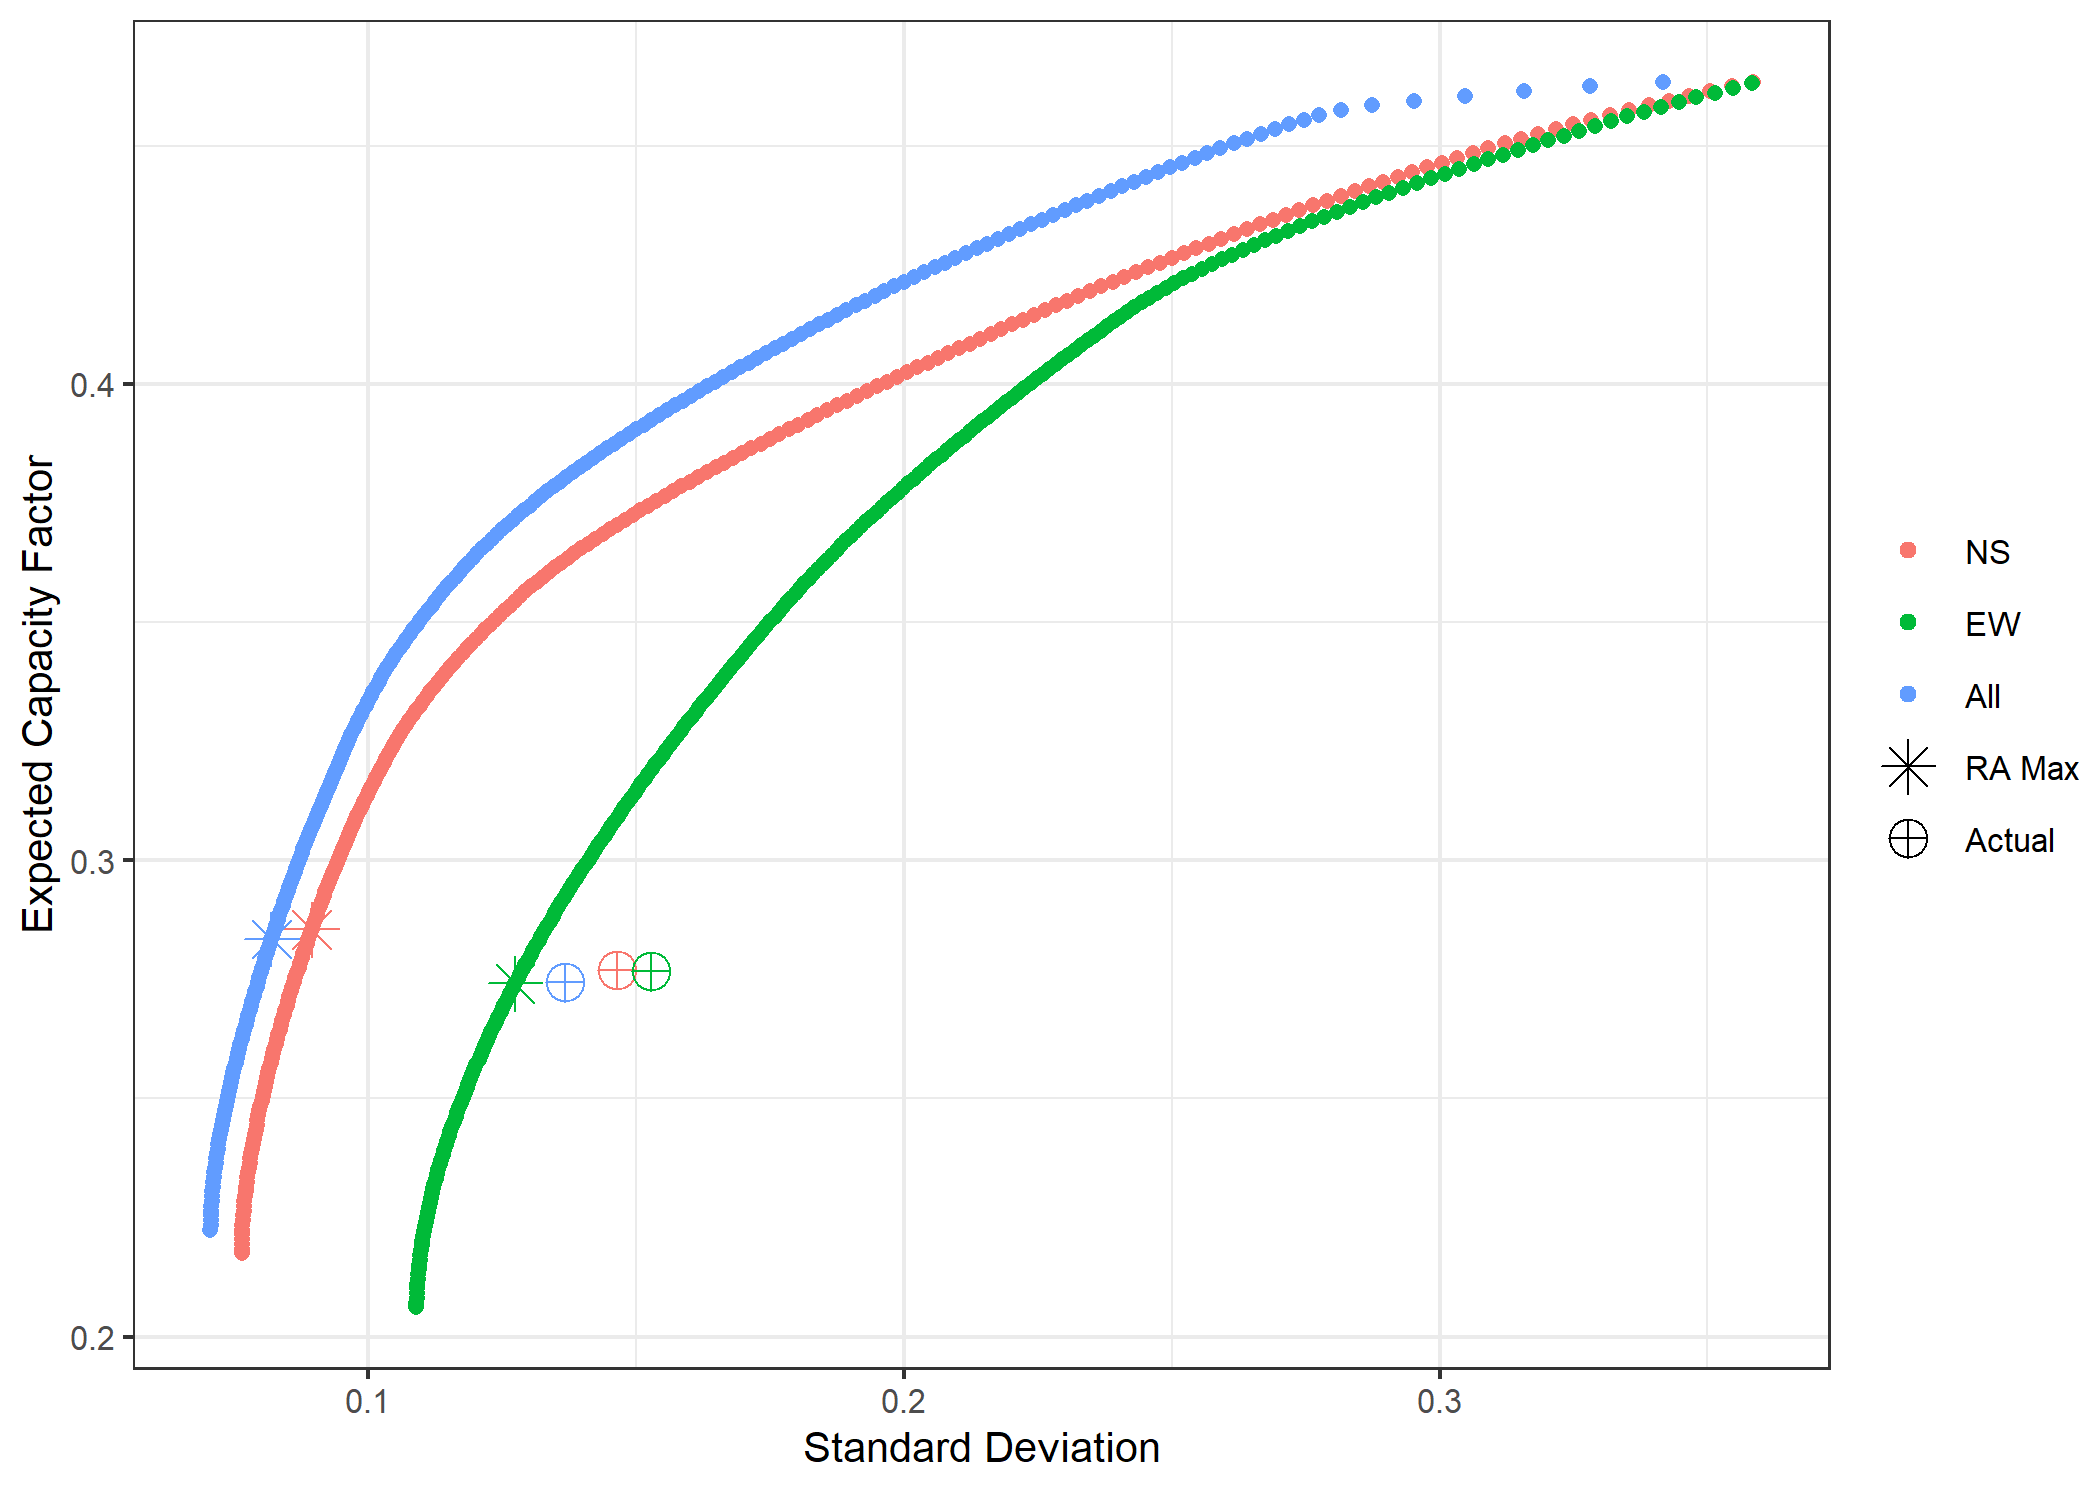 Expected Capacity Factor
0.4
0.3
0.2
0.1
0.2
0.3
Standard Deviation
NS
EW
All
RA Max
Actual